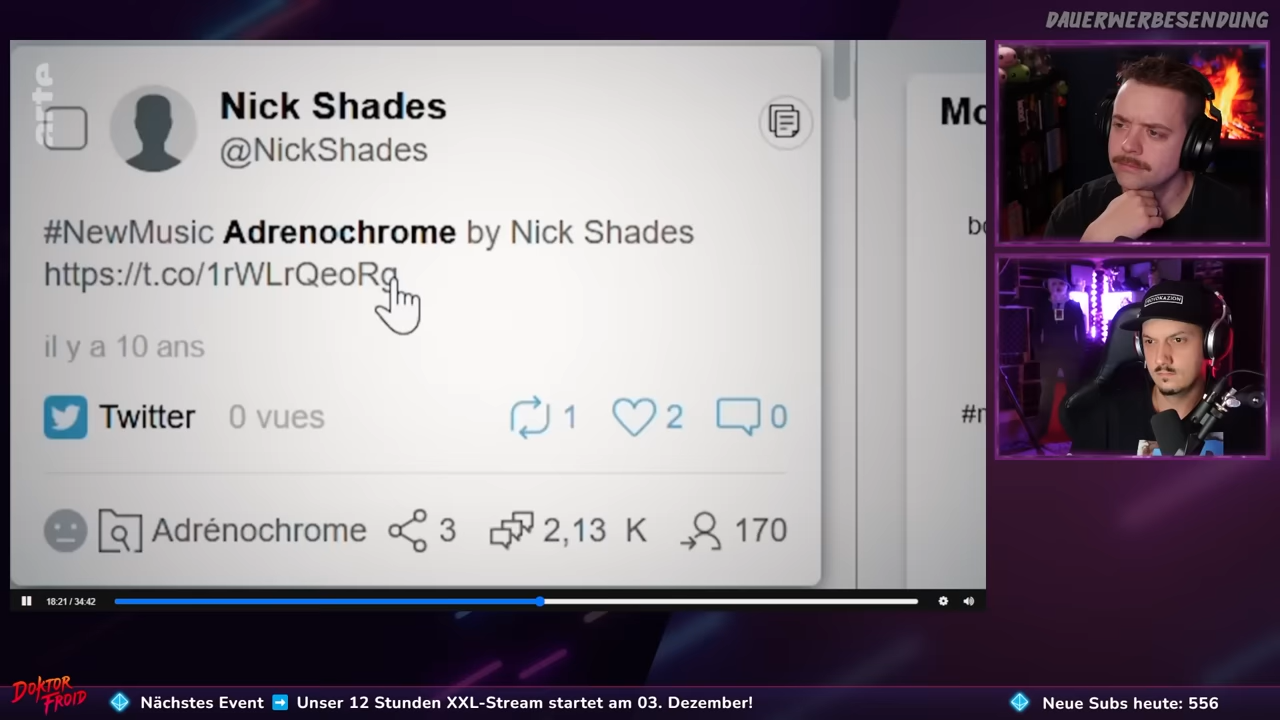 DAUERWERBESENDUNG
arte
Nick Shades
@NickShades
#NewMusic Adrenochrome by Nick Shades
https://t.co/1rWLrQeoRg
il y a 10 ans
Twitter 0 vues 1 2 0
Adrénochrome 3 2,13 K 170
Mo
bo
18:21 / 34:42
DOKTOR
FROID
Nächstes Event ➡ Unser 12 Stunden XXL-Stream startet am 03. Dezember!
Neue Subs heute: 556